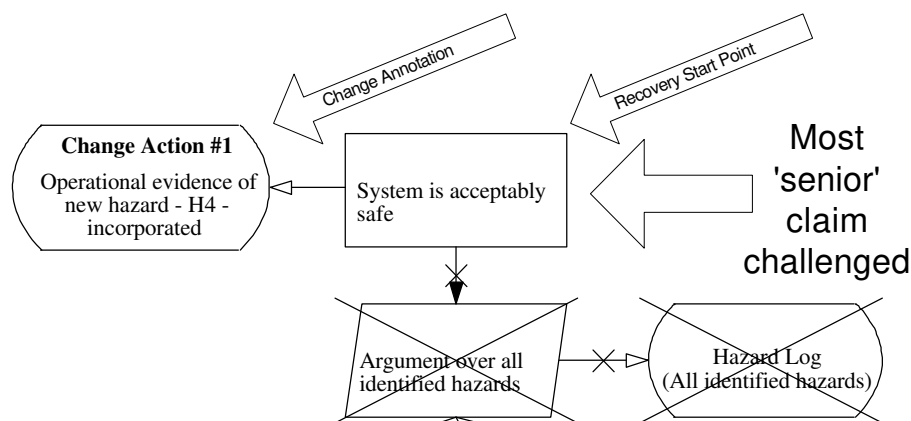 Change Annotation
Recovery Start Point
Change Action #1
Operational evidence of
new hazard - H4 -
incorporated
System is acceptably
safe
Most
'senior'
claim
challenged
Argument over all
identified hazards
Hazard Log
(All identified hazards)